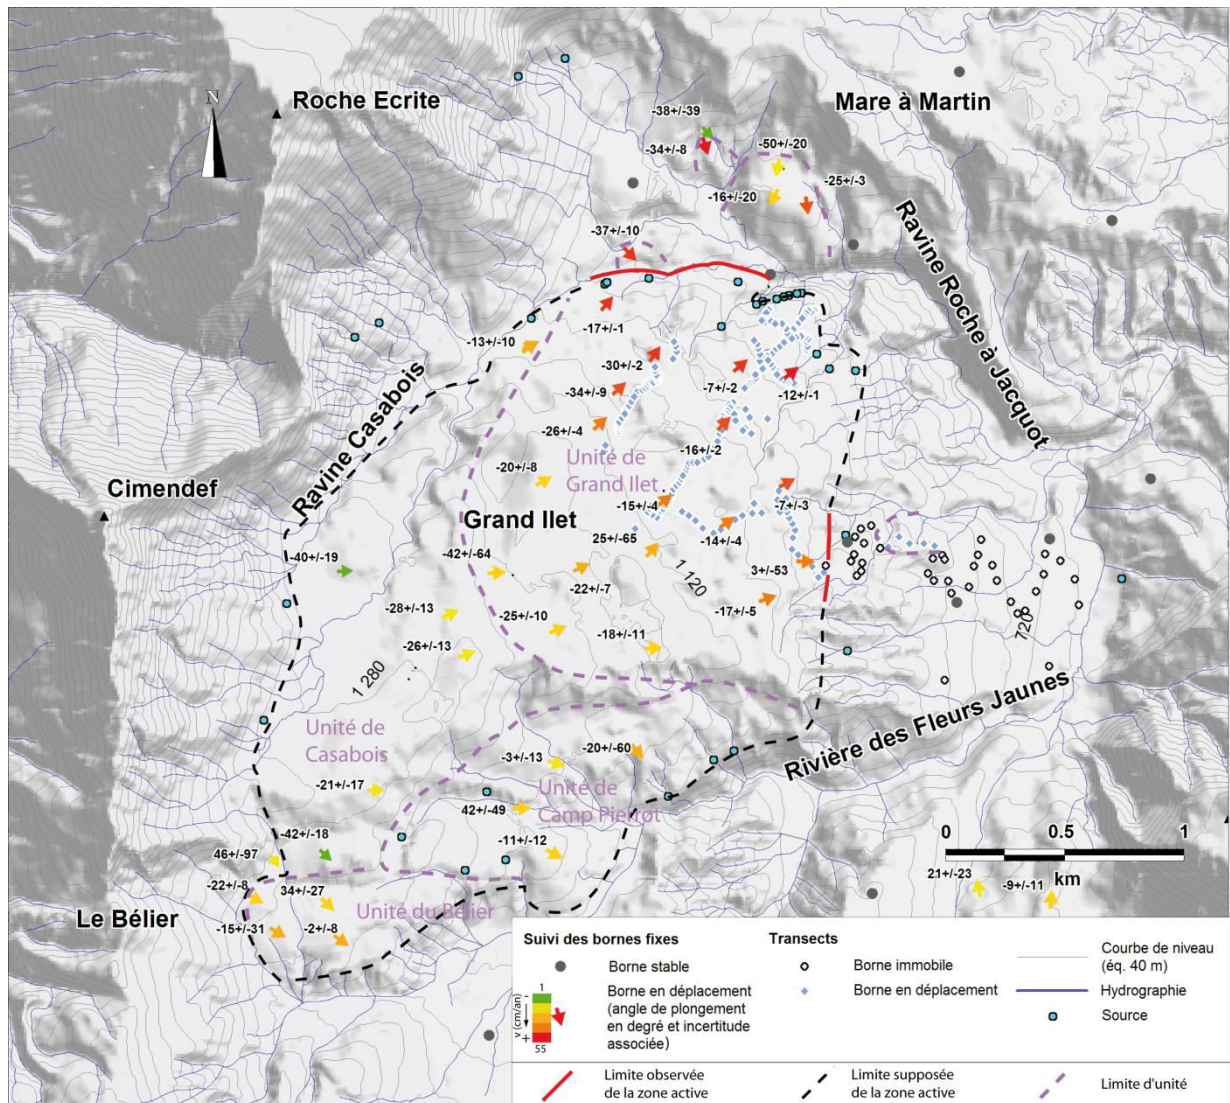 N
Roche Ecrite
Mare à Martin
-38+/-39
-34+/-8
-50+/-20
-25+/-3
-16+/-20
-37+/-10
Ravine Roche à Jacquot
-17+/-1
-13+/-10
-30+/-2
-7+/-2
-34+/-9
-12+/-1
Ravine Casabois
-26+/-4
-16+/-2
Unité de
Grand Ilet
-20+/-8
Cimendef
-15+/-4
-7+/-3
Grand Ilet
-14+/-4
25+/-65
-42+/-64
-40+/-19
3+/-53
1 120
-22+/-7
-17+/-5
-28+/-13
-25+/-10
-18+/-11
720
-26+/-13
1 280
Rivière des Fleurs Jaunes
Unité de
Casabois
-20+/-60
-3+/-13
-21+/-17
Unité de
Camp Pierrot
42+/-49
-42+/-18
-11+/-12
46+/-97
0 0.5 1
km
21+/-23
-9+/-11
-22+/-8
34+/-27
Le Bélier
Unité du Bélier
-15+/-31
-2+/-8
Suivi des bornes fixes
Borne stable
Borne en déplacement
(angle de plongement
en degré et incertitude
associée)
v (cm/an)
-
1
+
55
Transects
Borne immobile
Borne en déplacement
Courbe de niveau
(éq. 40 m)
Hydrographie
Source
Limite observée
de la zone active
Limite supposée
de la zone active
Limite d'unité